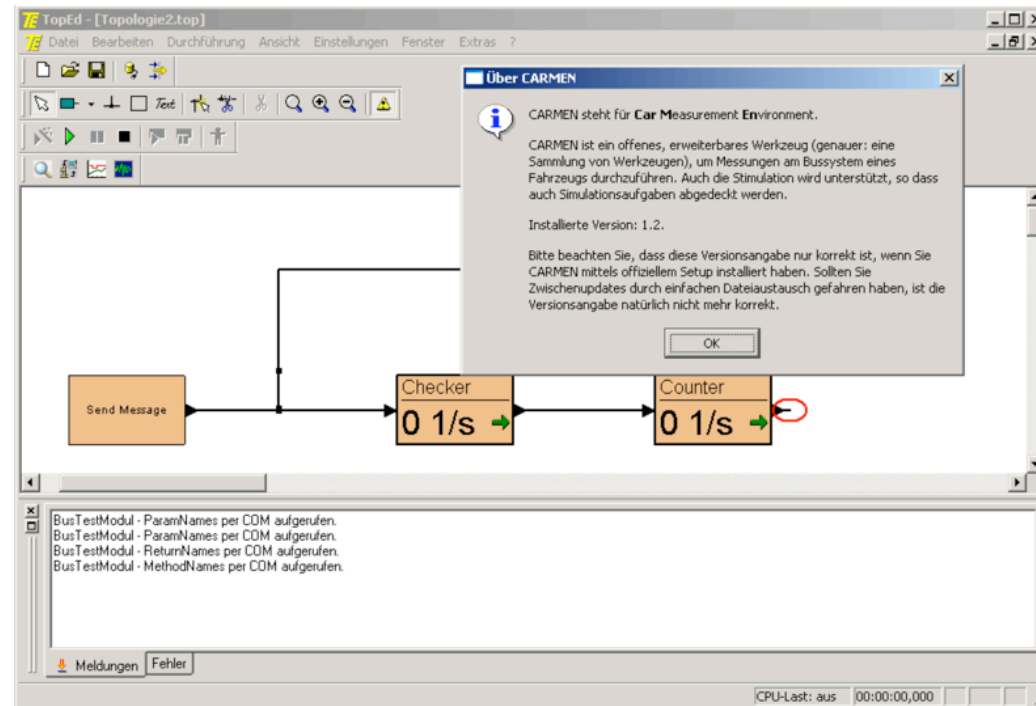 TopEd - [Topologie2.top]
Datei Bearbeiten Durchführung Ansicht Einstellungen Fenster Extras ?
Text
Über CARMEN
CARMEN steht für Car Measurement Environment.
CARMEN ist ein offenes, erweiterbares Werkzeug (genauer: eine
Sammlung von Werkzeugen), um Messungen am Bussystem eines
Fahrzeugs durchzuführen. Auch die Stimulation wird unterstützt, so dass
auch Simulationsaufgaben abgedeckt werden.
Installierte Version: 1.2.
Bitte beachten Sie, dass diese Versionsangabe nur korrekt ist, wenn Sie
CARMEN mittels offiziellem Setup installiert haben. Sollten Sie
Zwischenupdates durch einfachen Dateiaustausch gefahren haben, ist die
Versionsangabe natürlich nicht mehr korrekt.
OK
Send Message
Checker
0 1/s
Counter
0 1/s
BusTestModul - ParamNames per COM aufgerufen.
BusTestModul - ParamNames per COM aufgerufen.
BusTestModul - ReturnNames per COM aufgerufen.
BusTestModul - MethodNames per COM aufgerufen.
Meldungen Fehler
CPU-Last: aus 00:00:00,000